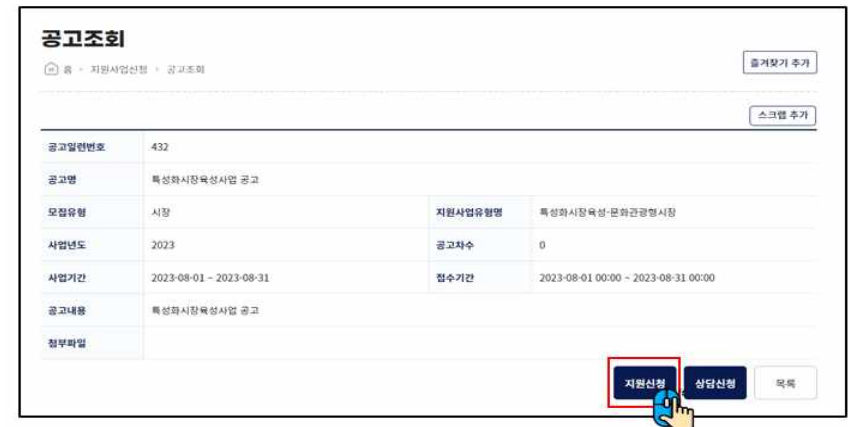 공고조회
홈 > 지원사업신청 > 공고조회
즐겨찾기 추가
스크랩 추가
공고일련번호 432
공고명 특성화시장육성사업 공고
모집유형 시장 지원사업유형명 특성화시장육성-문화관광형시장
사업년도 2023 공고차수 0
사업기간 2023-08-01 ~ 2023-08-31 접수기간 2023-08-01 00:00 ~ 2023-08-31 00:00
공고내용 특성화시장육성사업 공고
첨부파일
지원신청 상담신청 목록